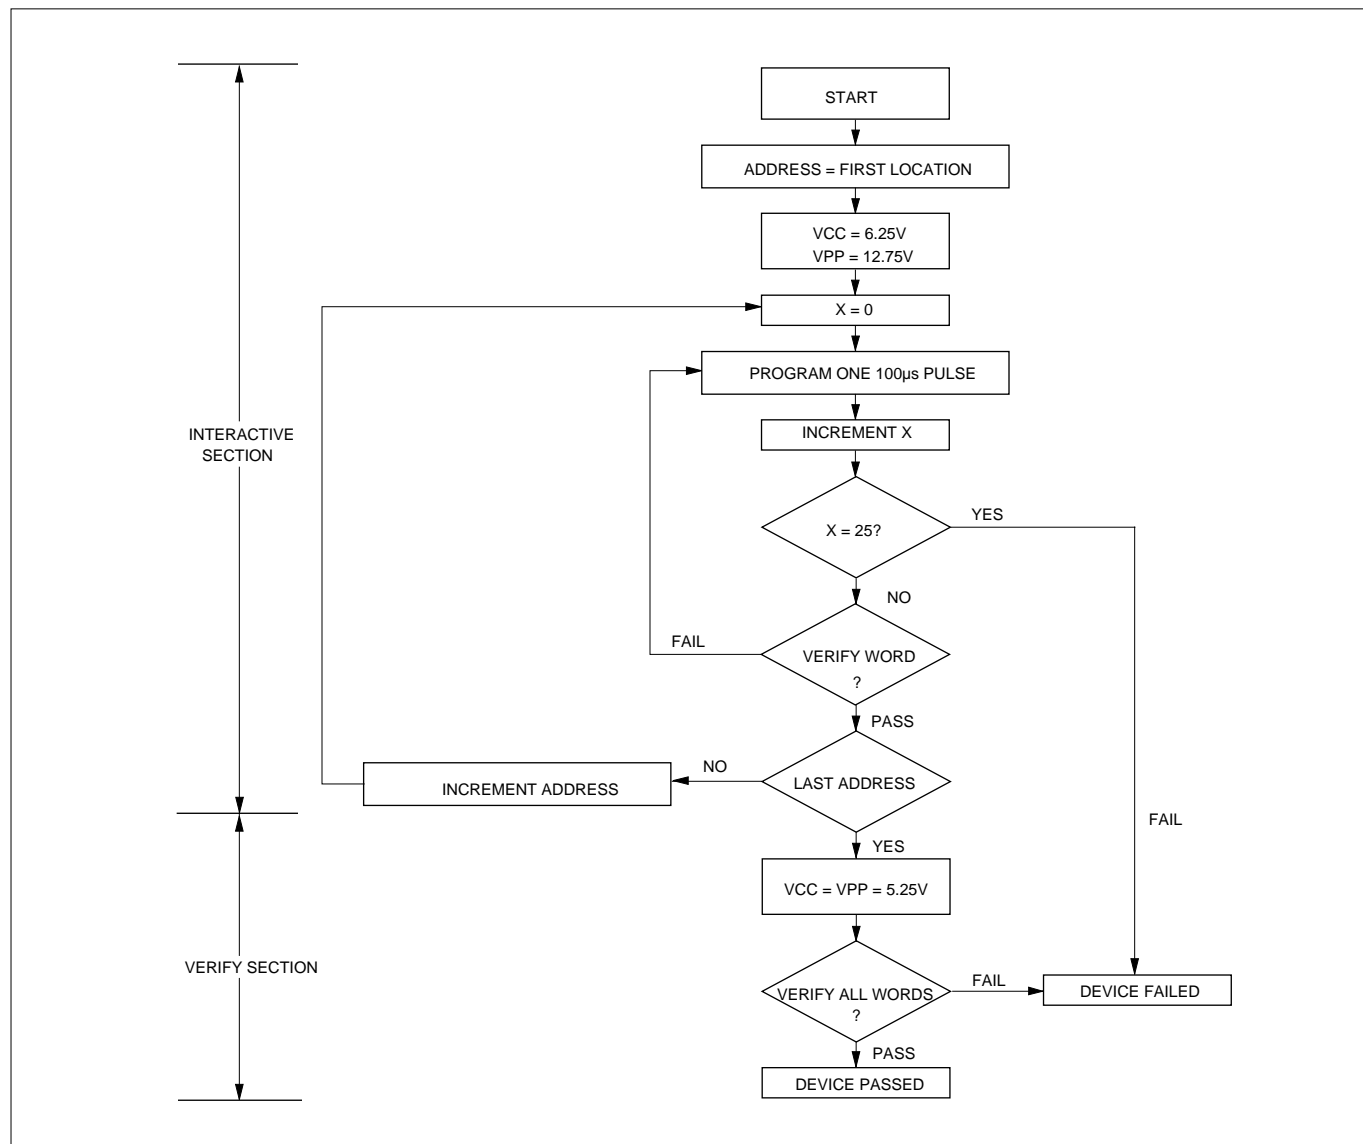 START
ADDRESS = FIRST LOCATION
VCC = 6.25V
VPP = 12.75V
X = 0
PROGRAM ONE 100µs PULSE
INCREMENT X
INTERACTIVE
SECTION
X = 25?
YES
NO
FAIL
VERIFY WORD
?
PASS
NO
LAST ADDRESS
INCREMENT ADDRESS
FAIL
YES
VCC = VPP = 5.25V
VERIFY SECTION
VERIFY ALL WORDS
?
FAIL
DEVICE FAILED
PASS
DEVICE PASSED